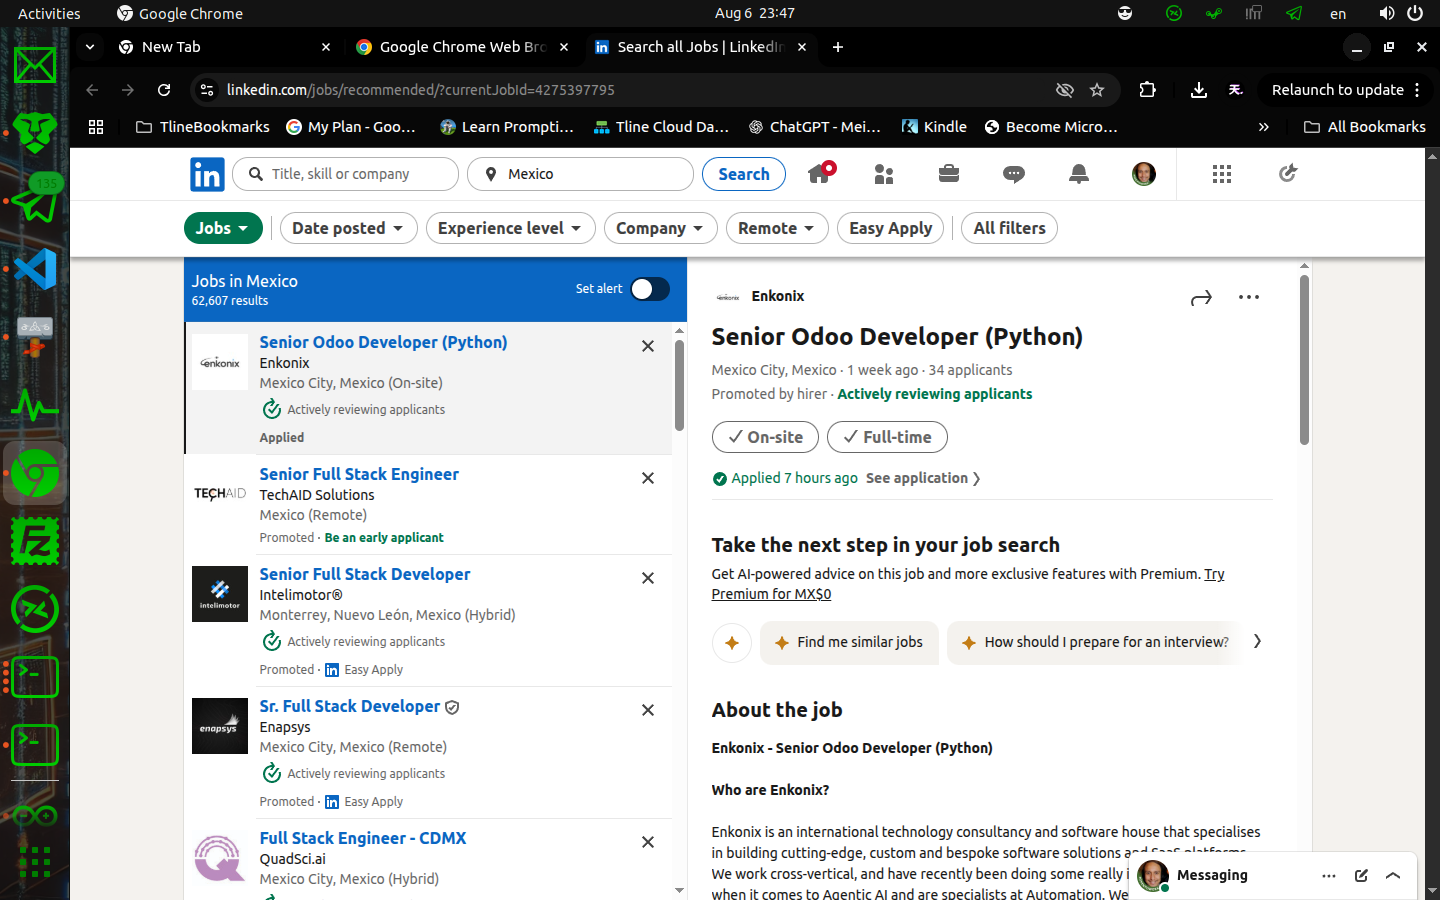 Activities
Google Chrome
Aug 6 23:47
en
New Tab
Google Chrome Web Bro
Search all Jobs | LinkedIn
linkedin.com/jobs/recommended/?currentJobId=4275397795
Relaunch to update
TlineBookmarks
My Plan - Goo...
Learn Prompti...
Tline Cloud Da...
ChatGPT - Mei...
Kindle
Become Micro...
All Bookmarks
135
Title, skill or company
Mexico
Search
Jobs
Date posted
Experience level
Company
Remote
Easy Apply
All filters
Jobs in Mexico
62,607 results
Set alert
enkonix
Senior Odoo Developer (Python)
Enkonix
Mexico City, Mexico (On-site)
Actively reviewing applicants
Applied
TECHAID
Senior Full Stack Engineer
TechAID Solutions
Mexico (Remote)
Promoted · Be an early applicant
intelimotor
Senior Full Stack Developer
Intelimotor®
Monterrey, Nuevo León, Mexico (Hybrid)
Actively reviewing applicants
Promoted · Easy Apply
enapsys
Sr. Full Stack Developer
Enapsys
Mexico City, Mexico (Remote)
Actively reviewing applicants
Promoted · Easy Apply
Full Stack Engineer - CDMX
QuadSci.ai
Mexico City, Mexico (Hybrid)
enkonix
Enkonix
Senior Odoo Developer (Python)
Mexico City, Mexico · 1 week ago · 34 applicants
Promoted by hirer · Actively reviewing applicants
On-site
Full-time
Applied 7 hours ago
See application
Take the next step in your job search
Get AI-powered advice on this job and more exclusive features with Premium. Try
Premium for MX$0
Find me similar jobs
How should I prepare for an interview?
About the job
Enkonix - Senior Odoo Developer (Python)
Who are Enkonix?
Enkonix is an international technology consultancy and software house that specialises
in building cutting-edge, custom and bespoke software solutions and SaaS platforms.
We work cross-vertical, and have recently been doing some really
when it comes to Agentic AI and are specialists at Automation. We
Messaging